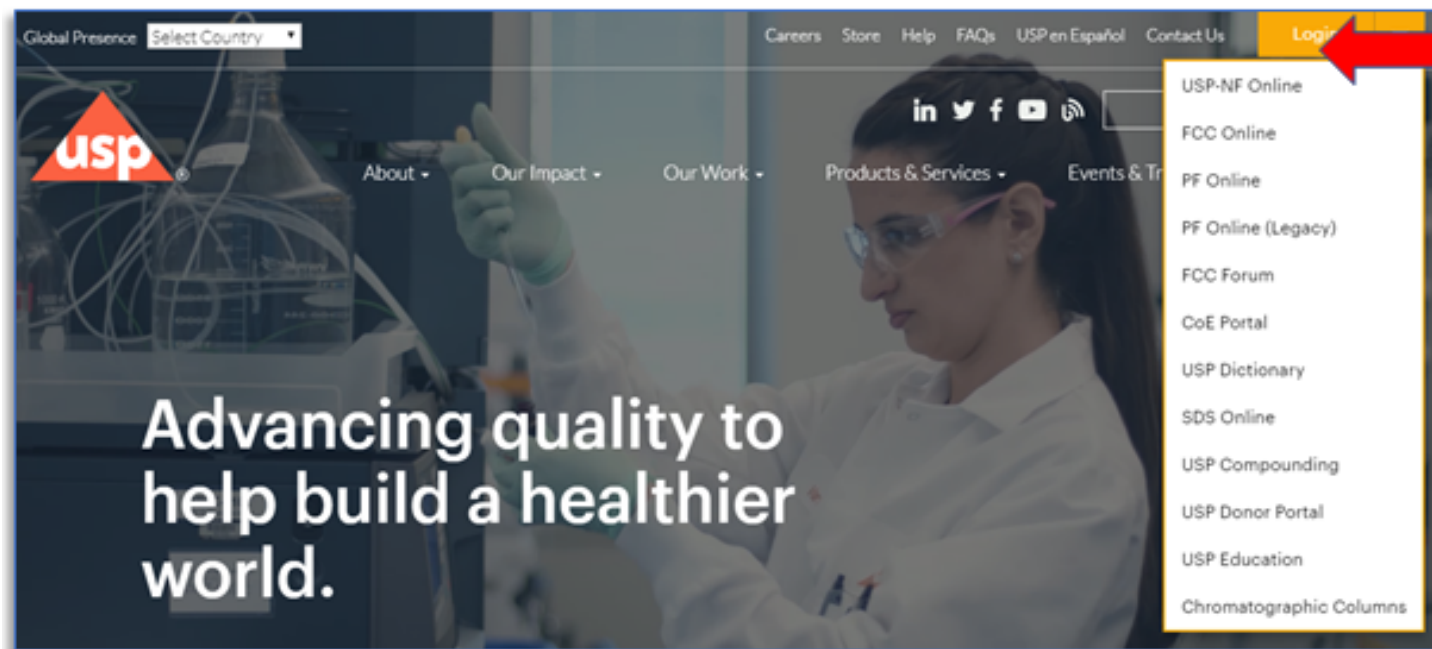 Global Presence Select Country Careers Store Help FAQs USP en Español Contact Us Login
usp®
About Our Impact Our Work Products & Services Events &
USP-NF Online
FCC Online
PF Online
PF Online (Legacy)
FCC Forum
CoE Portal
USP Dictionary
SDS Online
USP Compounding
USP Donor Portal
USP Education
Chromatographic Columns
Advancing quality to
help build a healthier
world.